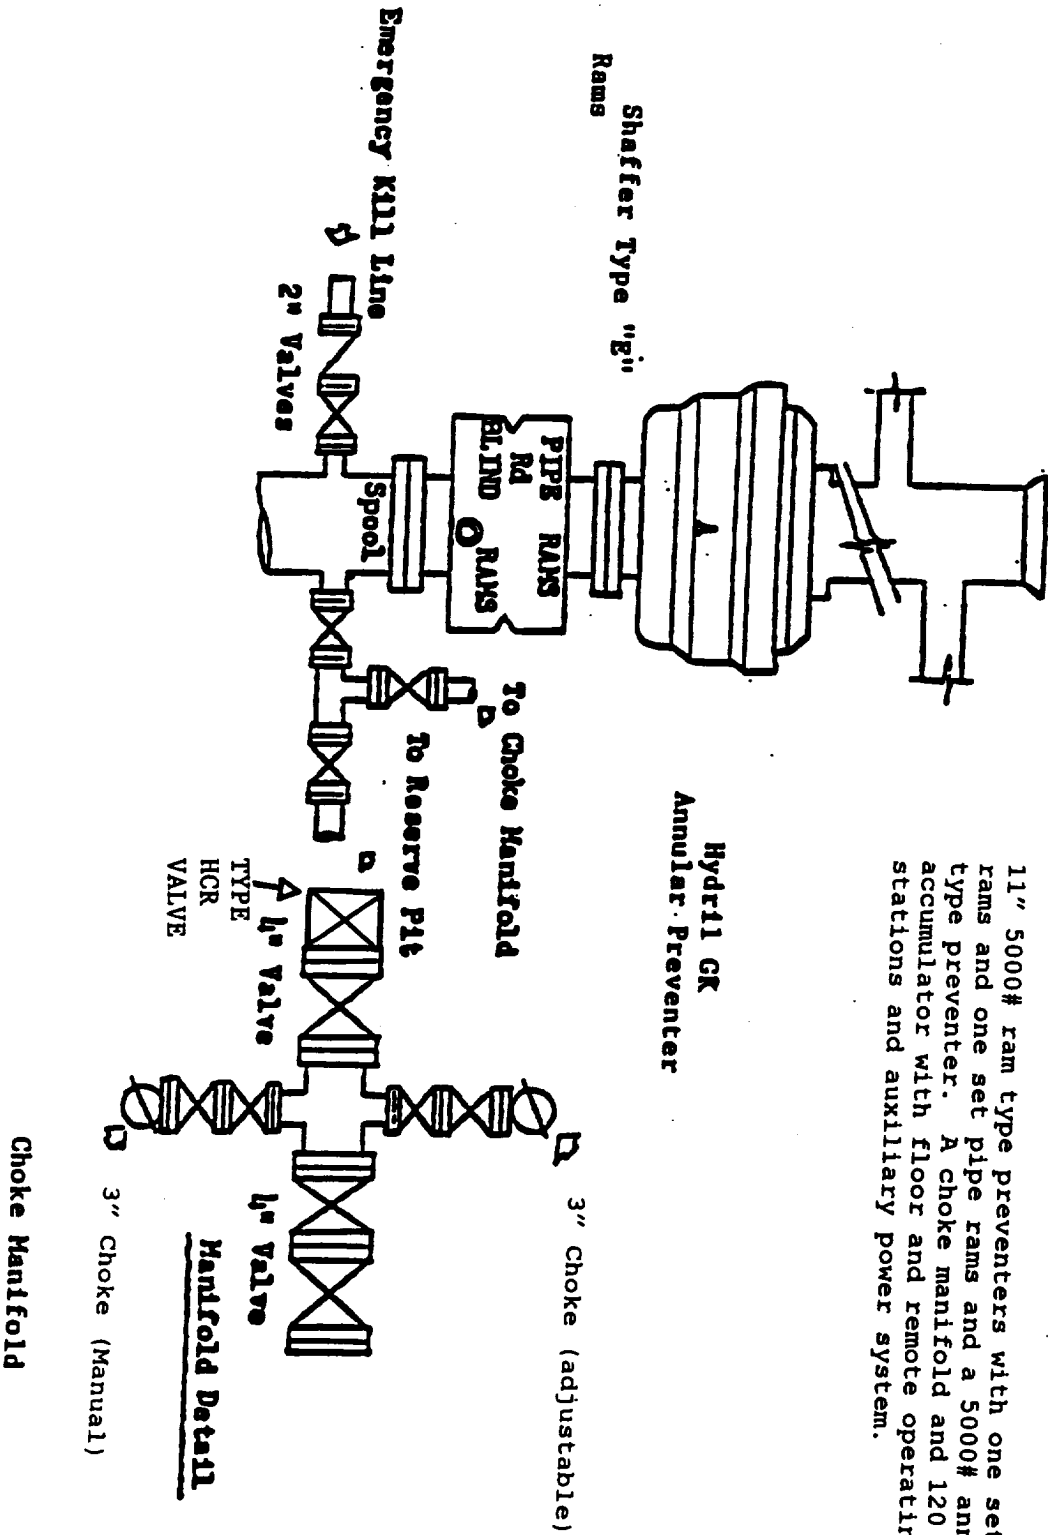 11" 5000# ram type preventers with one set
rams and one set pipe rams and a 5000#
type preventer. A choke manifold and 120
accumulator with floor and remote
stations and auxiliary power system.
Shaffer Type "E"
Rams
Hydril GK
Annular Preventer
PIPE RAMS
Rd
BLIND RAMS
Spool
Emergency Kill Line
2" Valves
To Choke Manifold
To Reserve Pit
TYPE
HCR
VALVE
4" Valve
4" Valve
3" Choke (adjustable)
3" Choke (Manual)
Manifold Detail
Choke Manifold